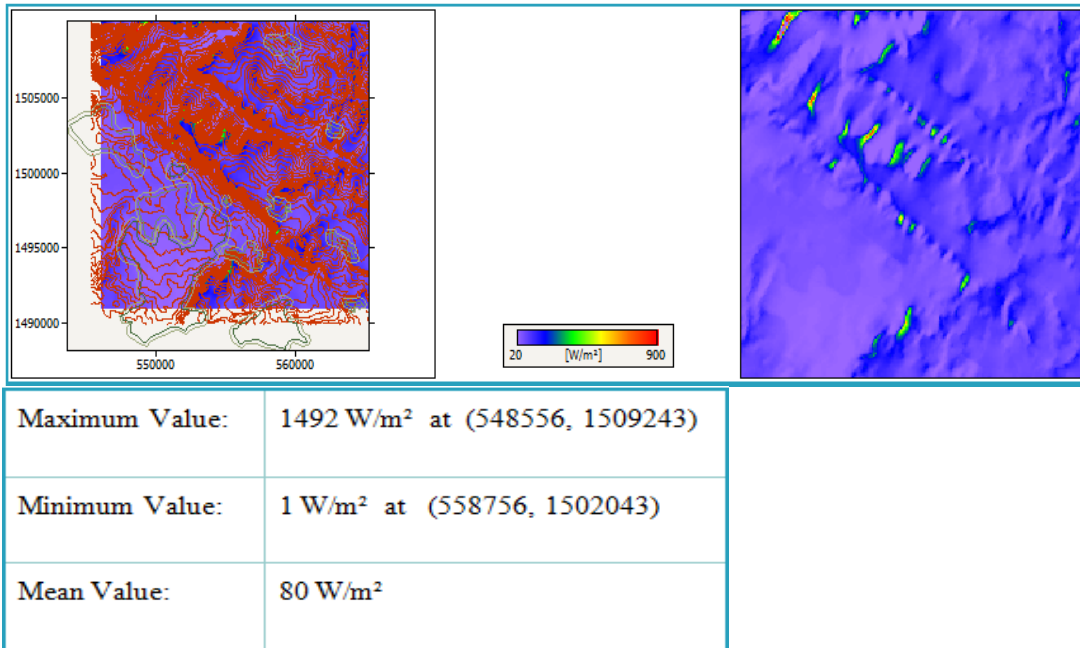 1505000
1500000
1495000
1490000
550000 560000
20 [W/m²] 900
Maximum Value: 1492 W/m² at (548556, 1509243)
Minimum Value: 1 W/m² at (558756, 1502043)
Mean Value: 80 W/m²